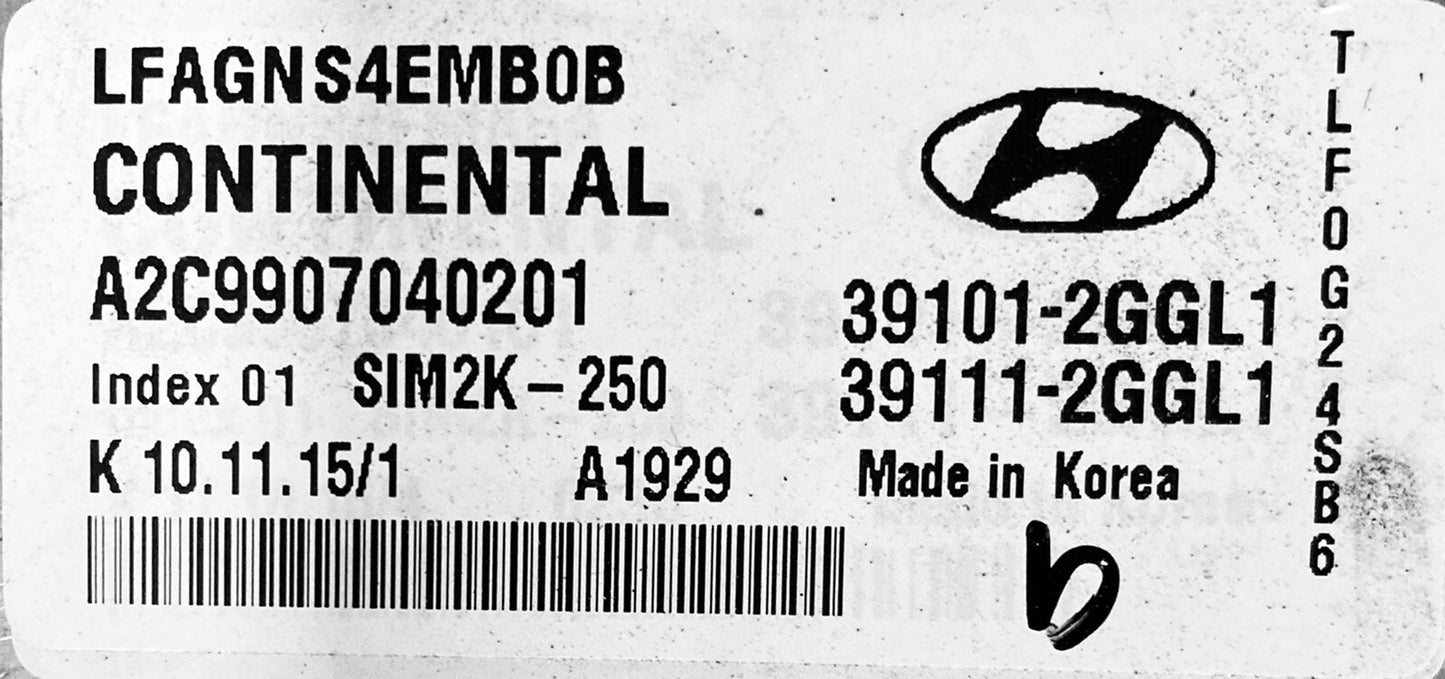 LFAGNS4EMB0B
CONTINENTAL
A2C9907040201
Index 01 SIM2K-250
K 10.11.15/1 A1929
39101-2GGL1
39111-2GGL1
Made in Korea
b
TLF0G24SB6